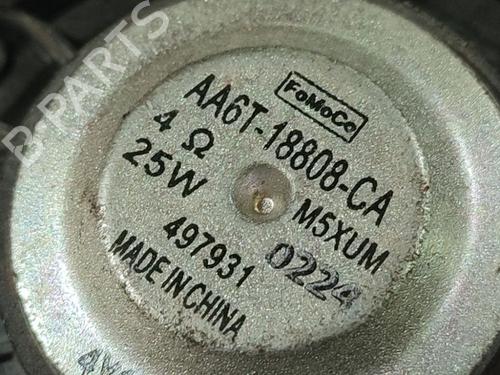 B-PARTS
FoMoCo
AA6T-18808-CA
4 Ω
25W
M5XUM
497931
0224
MADE IN CHINA